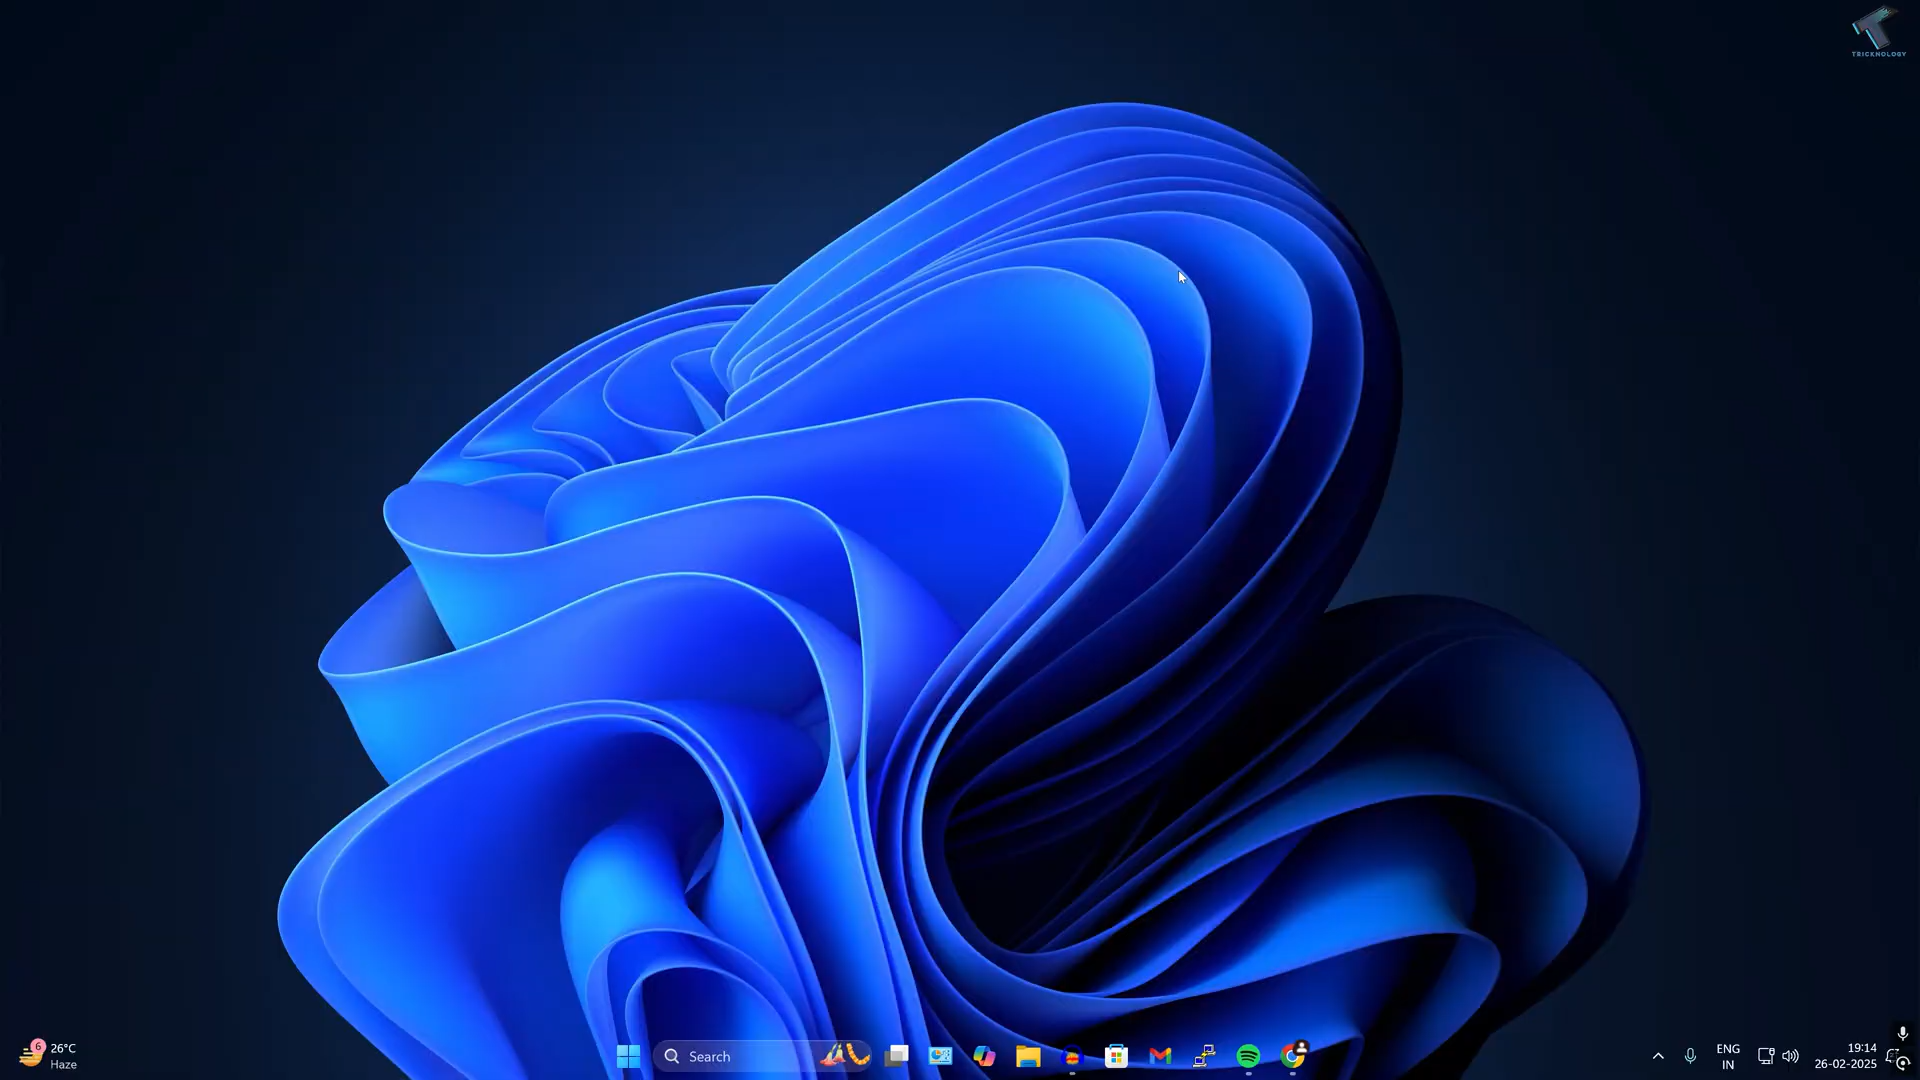 TRICKNOLOGY
6
26°C
Haze
Search
ENG
IN
19:14
26-02-2025